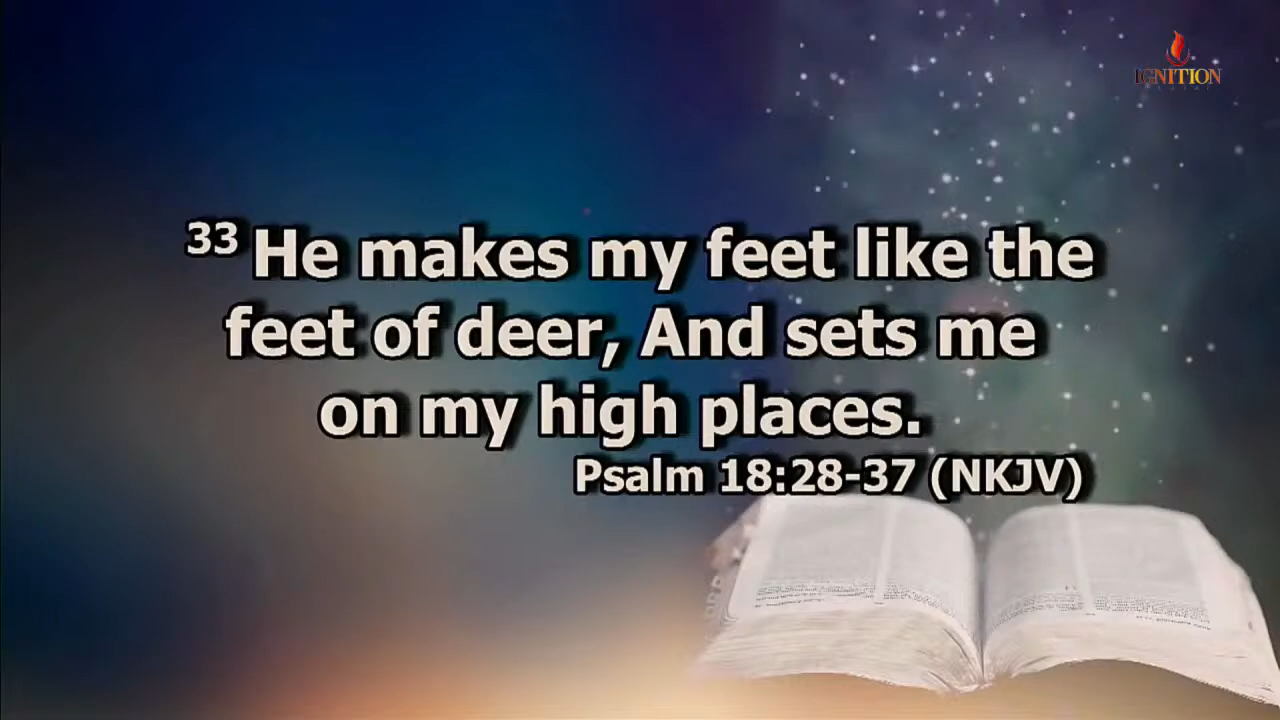 IGNITION
³³ He makes my feet like the
feet of deer, And sets me
on my high places.
Psalm 18:28-37 (NKJV)